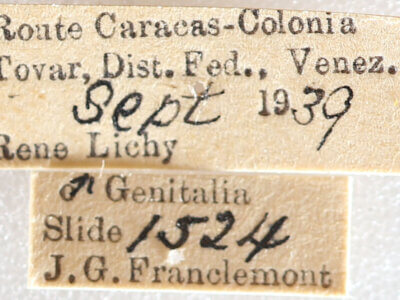 Route Caracas-Colonia
Tovar, Dist. Fed., Venez.
Sept 1939
Rene Lichy
♂ Genitalia
Slide 1524
J.G. Franclemont